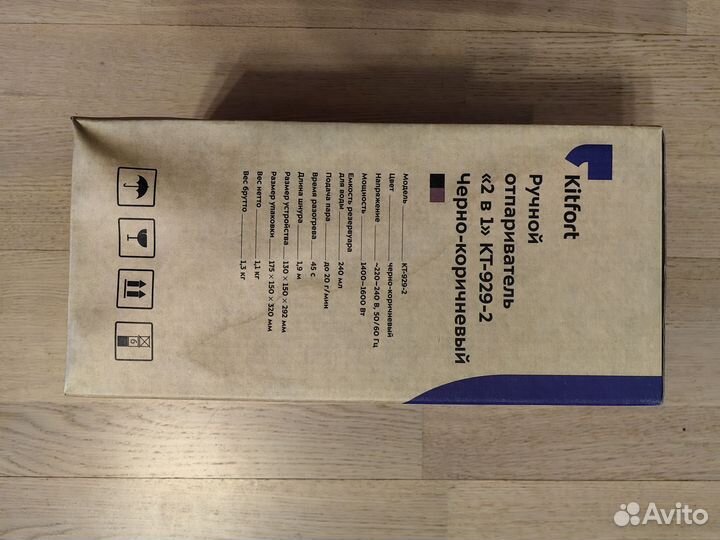 Kitfort
Ручной
отпариватель
«2 в 1» КТ-929-2
Черно-коричневый
Модель КТ-929-2
Цвет черно-коричневый
Напряжение ~220–240 В, 50/60 Гц
Мощность 1400–1600 Вт
Емкость резервуара
для воды 240 мл
Подача пара до 20 г/мин
Время разогрева 45 с
Длина шнура 1,9 м
Размер устройства 130 × 150 × 292 мм
Размер упаковки 175 × 150 × 320 мм
Вес нетто 1,1 кг
Вес брутто 1,3 кг
6
Avito